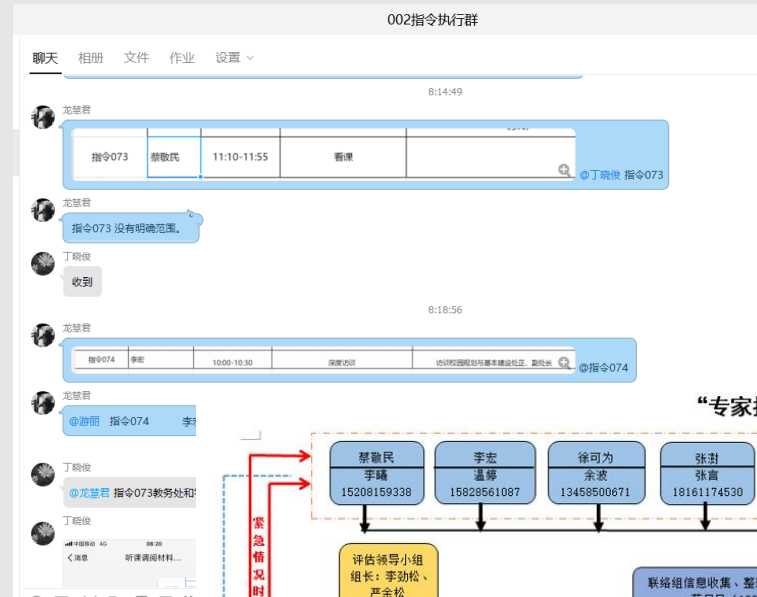 002指令执行群
聊天 相册 文件 作业 设置
8:14:49
龙慧君
指令073 蔡敬民 11:10-11:55 看课
@丁晓俊 指令073
龙慧君
指令073 没有明确范围。
丁晓俊
收到
8:18:56
龙慧君
指令074 李宏 10:00-10:30 深度访谈 访谈校园规划与基本建设处正、副处长
@指令074
龙慧君
@游丽 指令074
丁晓俊
@龙慧君 指令073教务处和
丁晓俊
中国移动 4G 08:20
消息 听课调阅材料...
“专家
蔡敬民
李曦
15208159338
李宏
温婷
15828561087
徐可为
余波
13458500671
张澍
张言
18161174530
紧急情况时
评估领导小组
组长：李劲松、
严余松
联络组信息收集、整